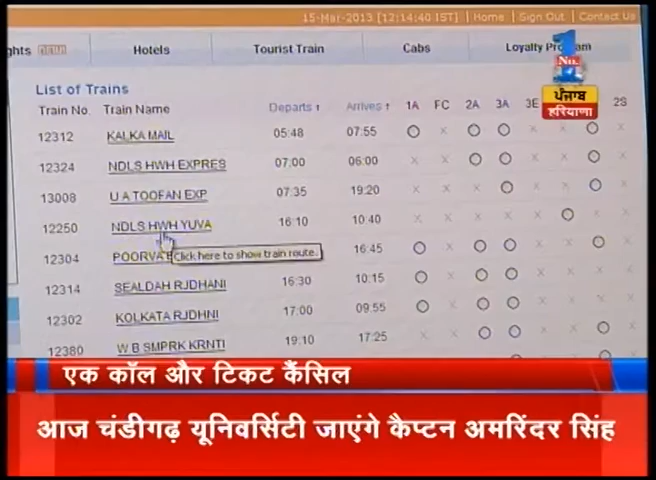 15-Mar-2013 [12:14:40 IST] | Home | Sign Out | Contact Us
ghts Hotels Tourist Train Cabs Loyalty Program
No. 1
ਪੰਜਾਬ
हरियाणा
List of Trains
Train No. Train Name Departs ↑ Arrives ↑ 1A FC 2A 3A 3E 2S
12312 KALKA MAIL 05:48 07:55
12324 NDLS HWH EXPRES 07:00 06:00
13008 U A TOOFAN EXP 07:35 19:20
12250 NDLS HWH YUVA 16:10 10:40
12304 POORVA 16:45
Click here to show train route.
12314 SEALDAH RJDHANI 16:30 10:15
12302 KOLKATA RJDHNI 17:00 09:55
12380 W B SMPRK KRNTI 19:10 17:25
एक कॉल और टिकट कैंसिल
आज चंडीगढ़ यूनिवर्सिटी जाएंगे कैप्टन अमरिंदर सिंह